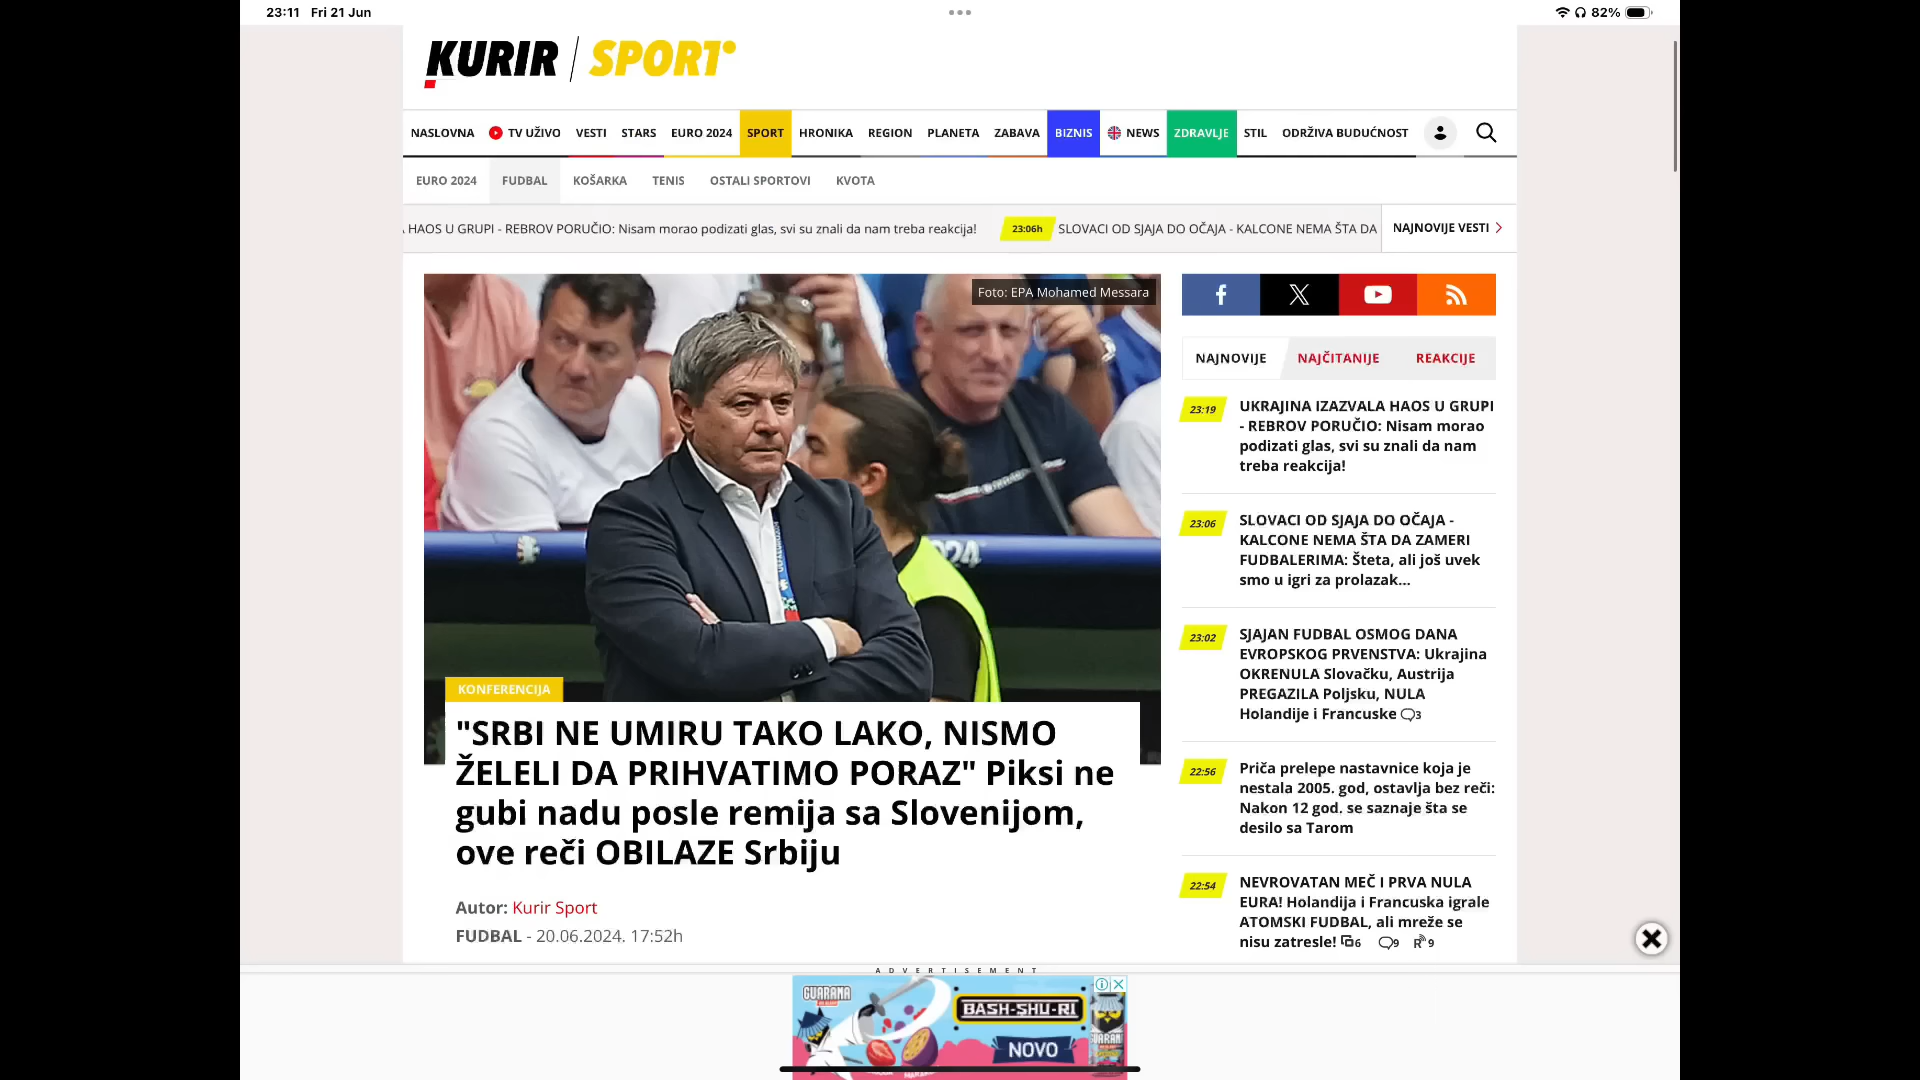 23:11 Fri 21 Jun
82%
KURIR / SPORT
NASLOVNA TV UŽIVO VESTI STARS EURO 2024 SPORT HRONIKA REGION PLANETA ZABAVA BIZNIS NEWS ZDRAVLJE STIL ODRŽIVA BUDUĆNOST
EURO 2024 FUDBAL KOŠARKA TENIS OSTALI SPORTOVI KVOTA
HAOS U GRUPI - REBROV PORUČIO: Nisam morao podizati glas, svi su znali da nam treba reakcija! 23:06h SLOVACI OD SJAJA DO OČAJA - KALCONE NEMA ŠTA DA NAJNOVIJE VESTI
Foto: EPA Mohamed Messara
KONFERENCIJA
"SRBI NE UMIRU TAKO LAKO, NISMO
ŽELELI DA PRIHVATIMO PORAZ" Piksi ne
gubi nadu posle remija sa Slovenijom,
ove reči OBILAZE Srbiju
Autor: Kurir Sport
FUDBAL - 20.06.2024. 17:52h
NAJNOVIJE NAJČITANIJE REAKCIJE
23:19 UKRAJINA IZAZVALA HAOS U GRUPI
- REBROV PORUČIO: Nisam morao
podizati glas, svi su znali da nam
treba reakcija!
23:06 SLOVACI OD SJAJA DO OČAJA -
KALCONE NEMA ŠTA DA ZAMERI
FUDBALERIMA: Šteta, ali još uvek
smo u igri za prolazak...
23:02 SJAJAN FUDBAL OSMOG DANA
EVROPSKOG PRVENSTVA: Ukrajina
OKRENULA Slovačku, Austrija
PREGAZILA Poljsku, NULA
Holandije i Francuske 3
22:56 Priča prelepe nastavnice koja je
nestala 2005. god, ostavlja bez reči:
Nakon 12 god. se saznaje šta se
desilo sa Tarom
22:54 NEVROVATAN MEČ I PRVA NULA
EURA! Holandija i Francuska igrale
ATOMSKI FUDBAL, ali mreže se
nisu zatresle! 6 9 R 9
ADVERTISEMENT
GUARANA
BASH-SHU-RI
NOVO